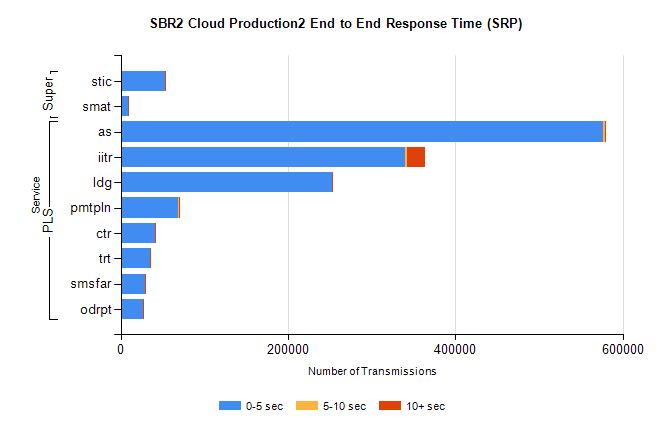 SBR2 Cloud Production2 End to End Response Time (SRP)
Service
Super
PLS
stic
smat
as
iitr
ldg
pmtpln
ctr
trt
smsfar
odrpt
0 200000 400000 600000
Number of Transmissions
0-5 sec 5-10 sec 10+ sec